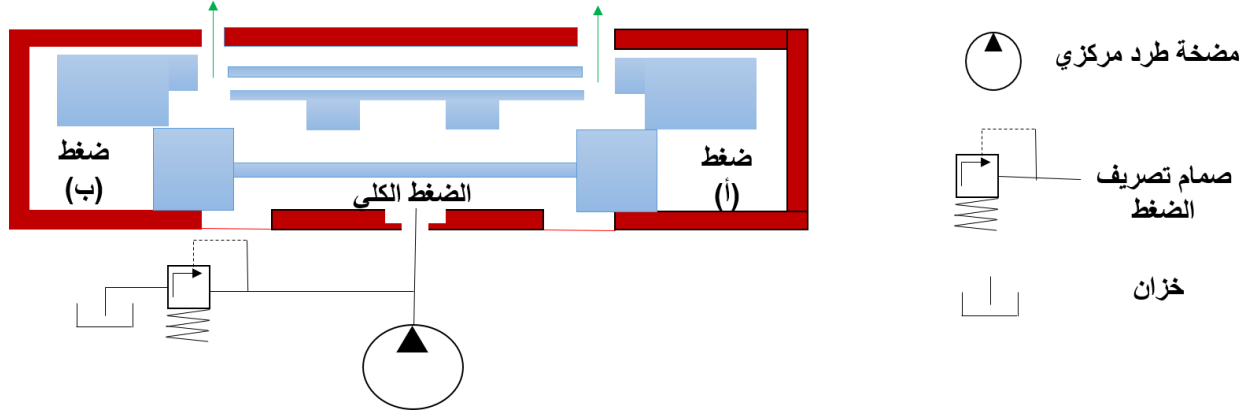 مضخة طرد مركزي
ضغط
(أ)
الضغط الكلي
ضغط
(ب)
صمام تصريف
الضغط
خزان